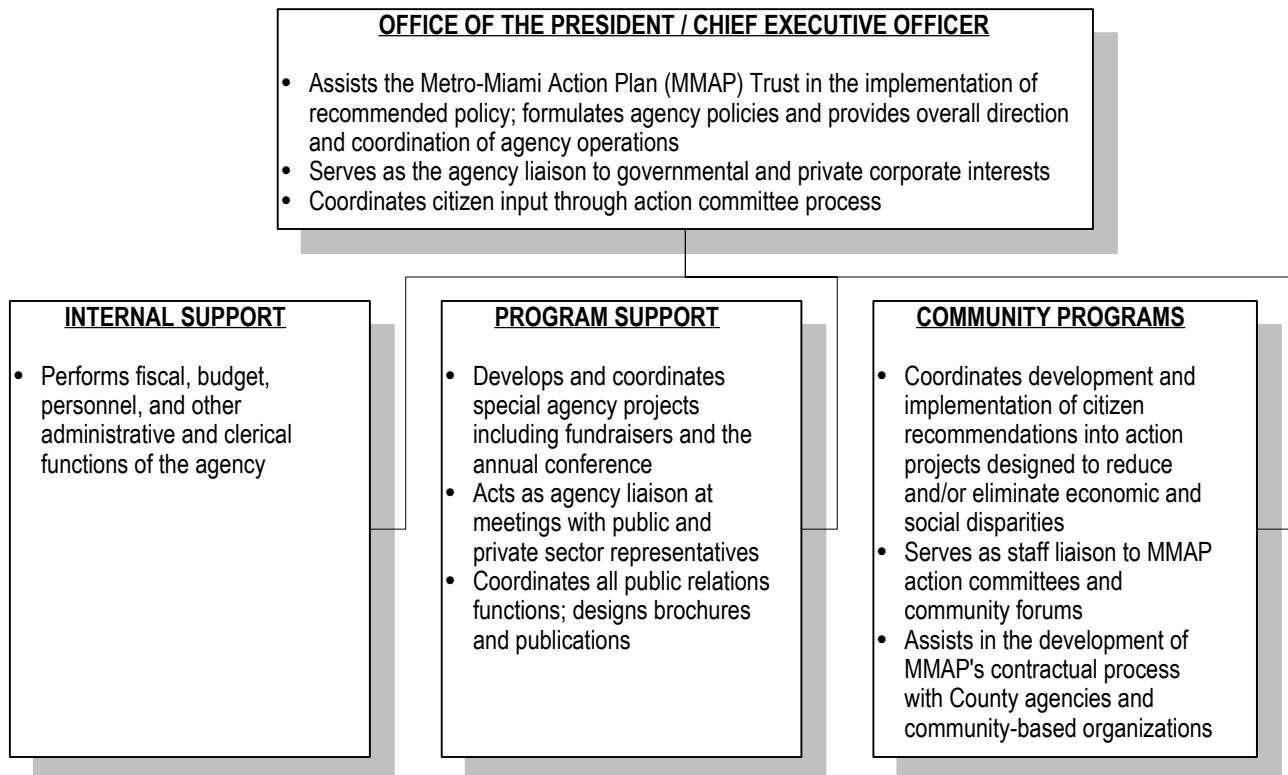 OFFICE OF THE PRESIDENT / CHIEF EXECUTIVE OFFICER
• Assists the Metro-Miami Action Plan (MMAP) Trust in the implementation of
recommended policy; formulates agency policies and provides overall direction
and coordination of agency operations
• Serves as the agency liaison to governmental and private corporate interests
• Coordinates citizen input through action committee process
INTERNAL SUPPORT
• Performs fiscal, budget,
personnel, and other
administrative and clerical
functions of the agency
PROGRAM SUPPORT
• Develops and coordinates
special agency projects
including fundraisers and the
annual conference
• Acts as agency liaison at
meetings with public and
private sector representatives
• Coordinates all public relations
functions; designs brochures
and publications
COMMUNITY PROGRAMS
• Coordinates development and
implementation of citizen
recommendations into action
projects designed to reduce
and/or eliminate economic and
social disparities
• Serves as staff liaison to MMAP
action committees and
community forums
• Assists in the development of
MMAP's contractual process
with County agencies and
community-based organizations